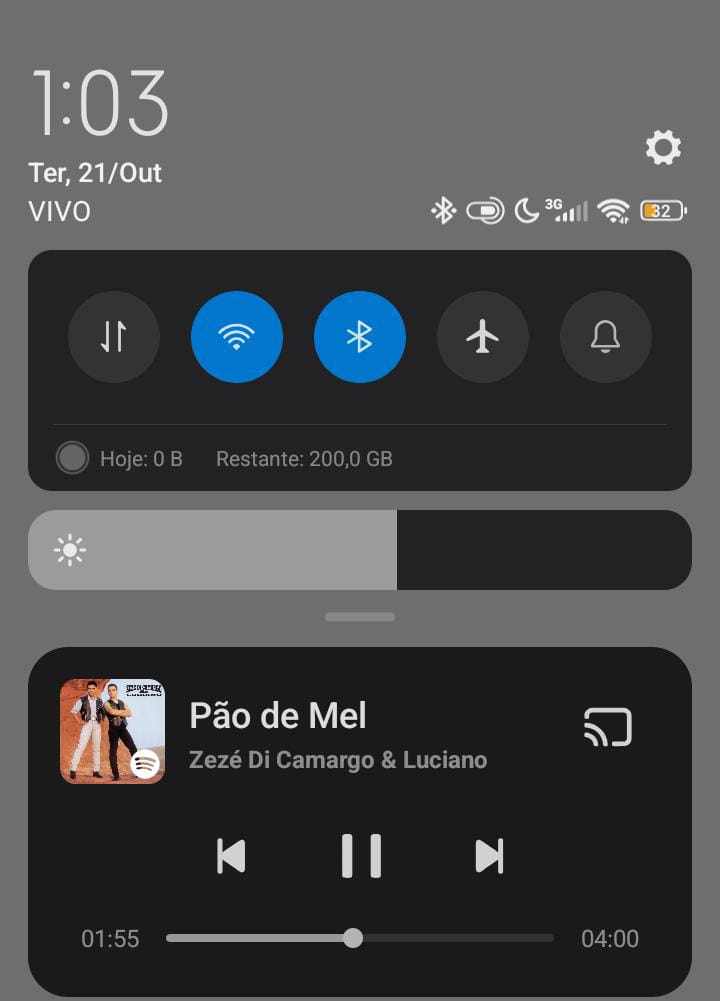 1:03
Ter, 21/Out
VIVO
3G
32
Hoje: 0 B Restante: 200,0 GB
Pão de Mel
Zezé Di Camargo & Luciano
01:55 04:00